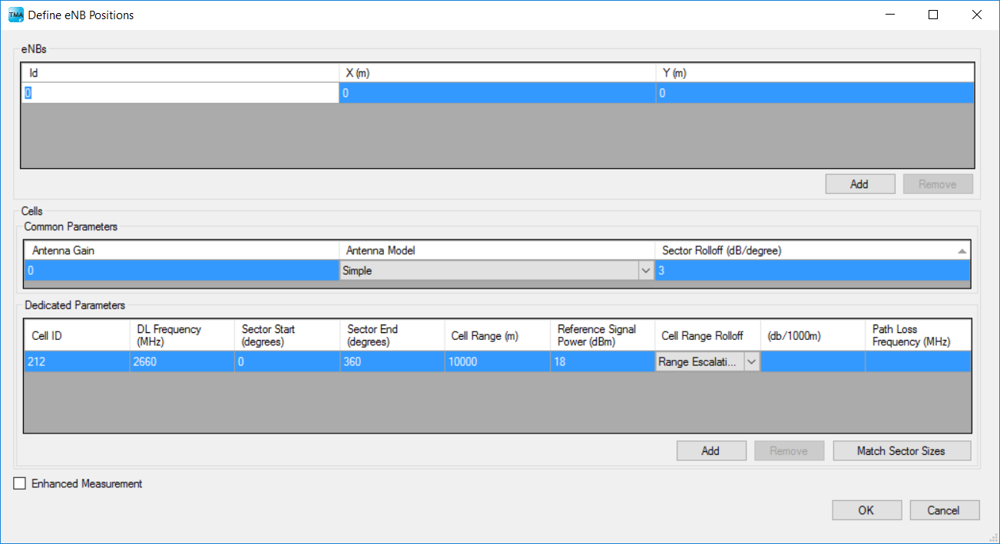 TMA Define eNB Positions
eNBs
Id X (m) Y (m)
0 0 0
Add Remove
Cells
Common Parameters
Antenna Gain Antenna Model Sector Rolloff (dB/degree)
0 Simple 3
Dedicated Parameters
Cell ID DL Frequency (MHz) Sector Start (degrees) Sector End (degrees) Cell Range (m) Reference Signal Power (dBm) Cell Range Rolloff (db/1000m) Path Loss Frequency (MHz)
212 2660 0 360 10000 18 Range Escalati...
Add Remove Match Sector Sizes
Enhanced Measurement
OK Cancel